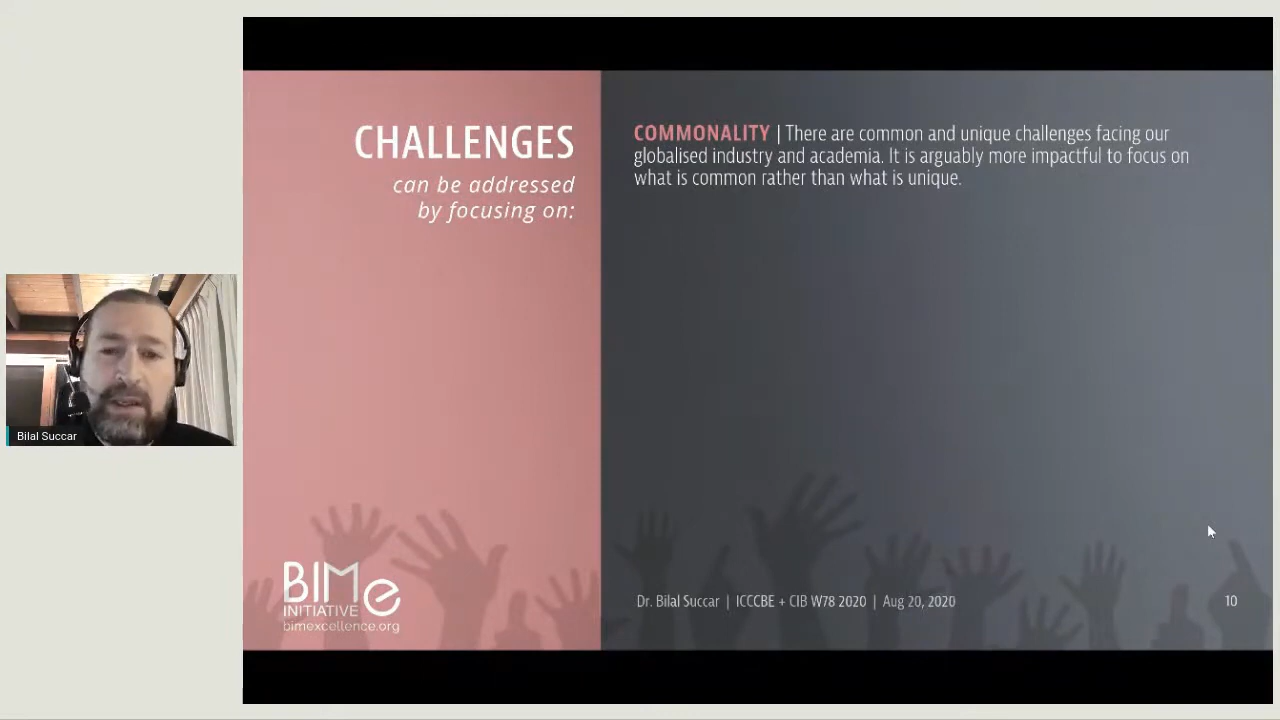 CHALLENGES
can be addressed
by focusing on:
COMMONALITY | There are common and unique challenges facing our
globalised industry and academia. It is arguably more impactful to focus on
what is common rather than what is unique.
Bilal Succar
BIMe
INITIATIVE
bimexcellence.org
Dr. Bilal Succar | ICCCBE + CIB W78 2020 | Aug 20, 2020
10